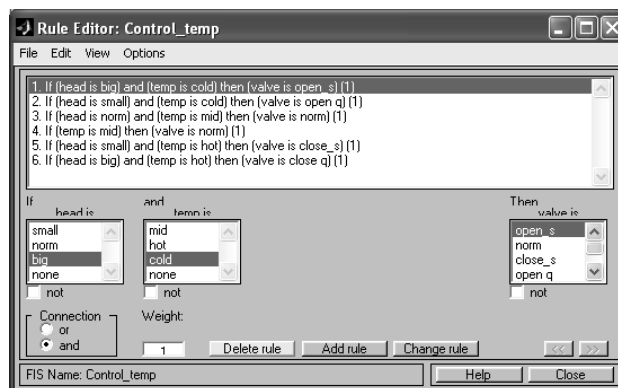 Rule Editor: Control_temp
File Edit View Options
1. If (head is big) and (temp is cold) then (valve is open_s) (1)
2. If (head is small) and (temp is cold) then (valve is open q) (1)
3. If (head is norm) and (temp is mid) then (valve is norm) (1)
4. If (temp is mid) then (valve is norm) (1)
5. If (head is small) and (temp is hot) then (valve is close_s) (1)
6. If (head is big) and (temp is hot) then (valve is close q) (1)
If and Then
head is temp is valve is
small mid open_s
norm hot norm
big cold close_s
none none open q
not not not
Connection Weight:
or
and 1 Delete rule Add rule Change rule << >>
FIS Name: Control_temp Help Close